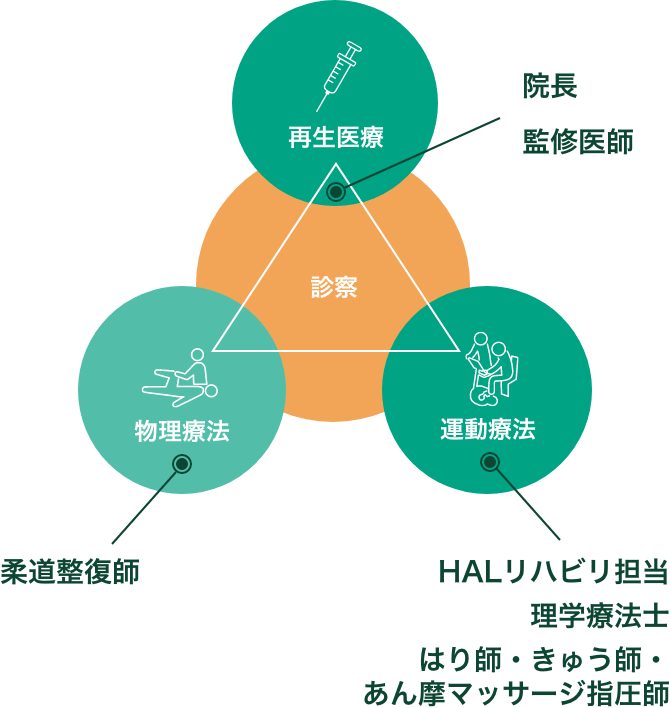 再生医療
院長
監修医師
診察
物理療法
運動療法
柔道整復師
HALリハビリ担当
理学療法士
はり師・きゅう師・
あん摩マッサージ指圧師